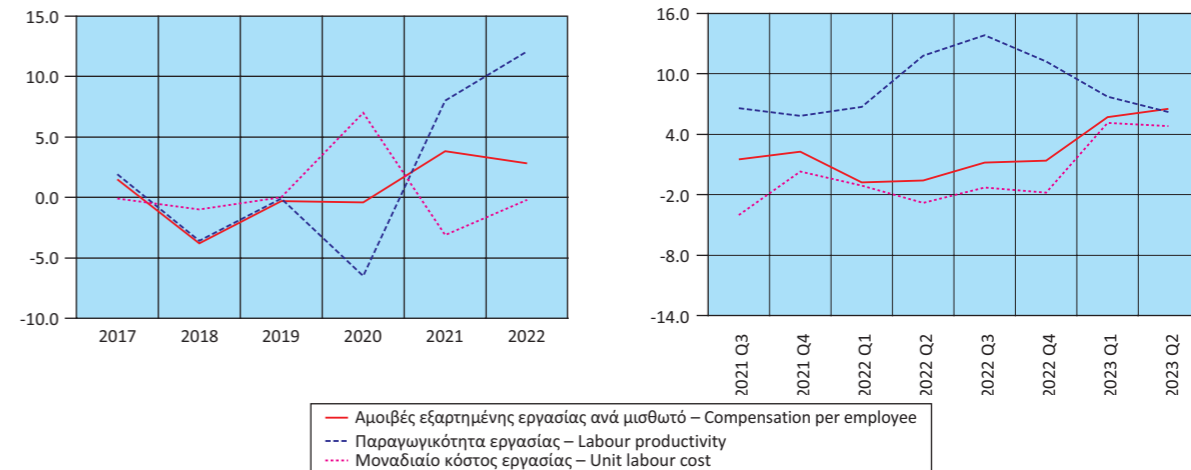 15.0
10.0
5.0
0.0
-5.0
-10.0
2017 2018 2019 2020 2021 2022
16.0
10.0
4.0
-2.0
-8.0
-14.0
2021 Q3
2021 Q4
2022 Q1
2022 Q2
2022 Q3
2022 Q4
2023 Q1
2023 Q2
Αμοιβές εξαρτημένης εργασίας ανά μισθωτό – Compensation per employee
Παραγωγικότητα εργασίας – Labour productivity
Μοναδιαίο κόστος εργασίας – Unit labour cost